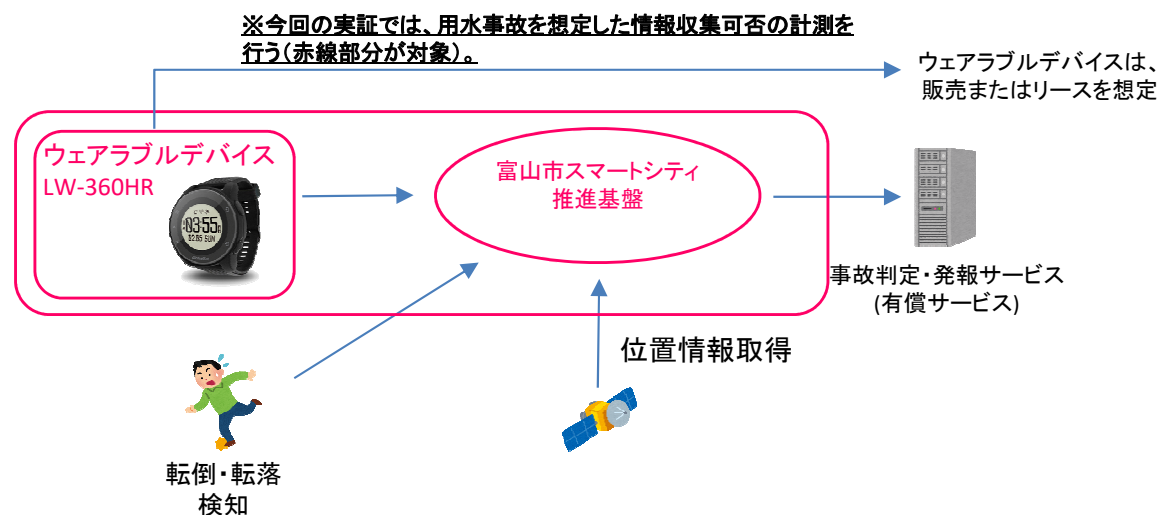 ※今回の実証では、用水事故を想定した情報収集可否の計測を
行う(赤線部分が対象)。
ウェアラブルデバイスは、
販売またはリースを想定
ウェアラブルデバイス
LW-360HR
03:55
02.05 SUN
富山市スマートシティ
推進基盤
事故判定・発報サービス
(有償サービス)
位置情報取得
転倒・転落
検知